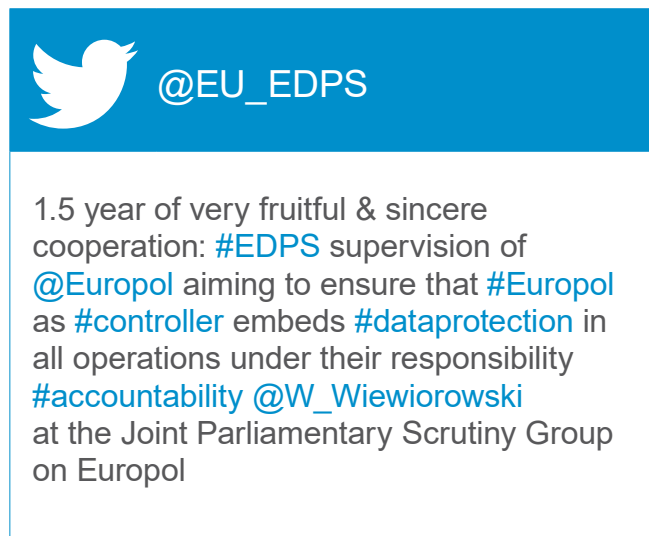 @EU_EDPS
1.5 year of very fruitful & sincere
cooperation: #EDPS supervision of
@Europol aiming to ensure that #Europol
as #controller embeds #dataprotection in
all operations under their responsibility
#accountability @W_Wiewiorowski
at the Joint Parliamentary Scrutiny Group
on Europol